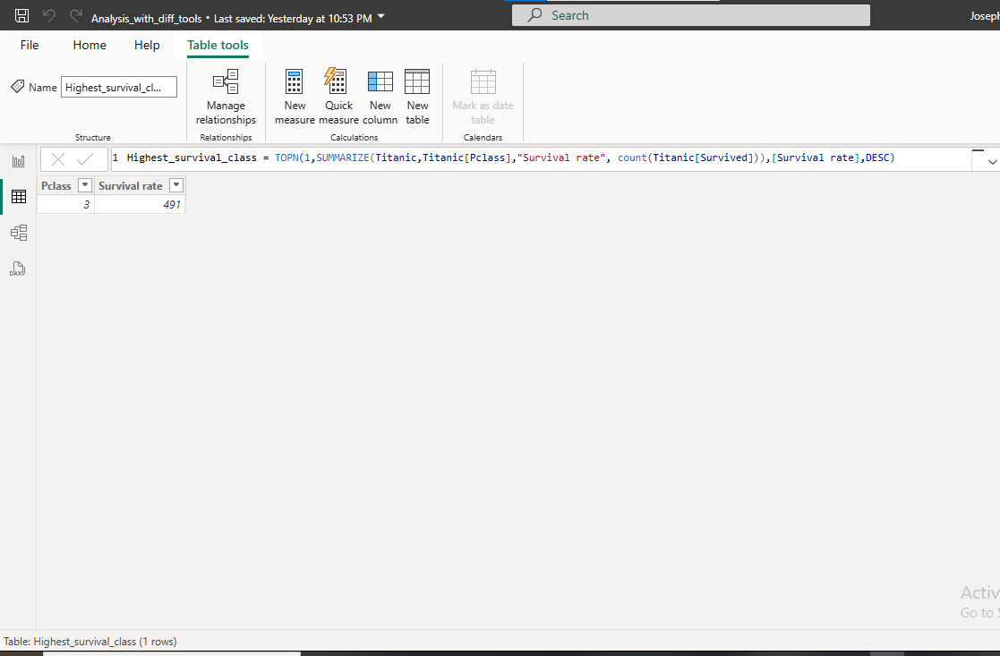 Analysis_with_diff_tools • Last saved: Yesterday at 10:53 PM
Search
Joseph
File Home Help Table tools
Name Highest_survival_cl...
Manage relationships
New measure
Quick measure
New column
New table
Mark as date table
Structure Relationships Calculations Calendars
1 Highest_survival_class = TOPN(1,SUMMARIZE(Titanic,Titanic[Pclass],"Survival rate", count(Titanic[Survived])),[Survival rate],DESC)
Pclass Survival rate
3 491
DAX
Activ
Go to S
Table: Highest_survival_class (1 rows)